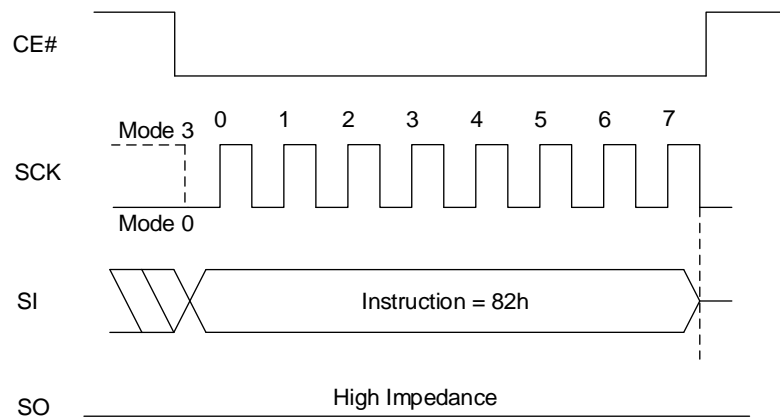 CE#
Mode 3
0 1 2 3 4 5 6 7
SCK
Mode 0
SI
Instruction = 82h
SO
High Impedance